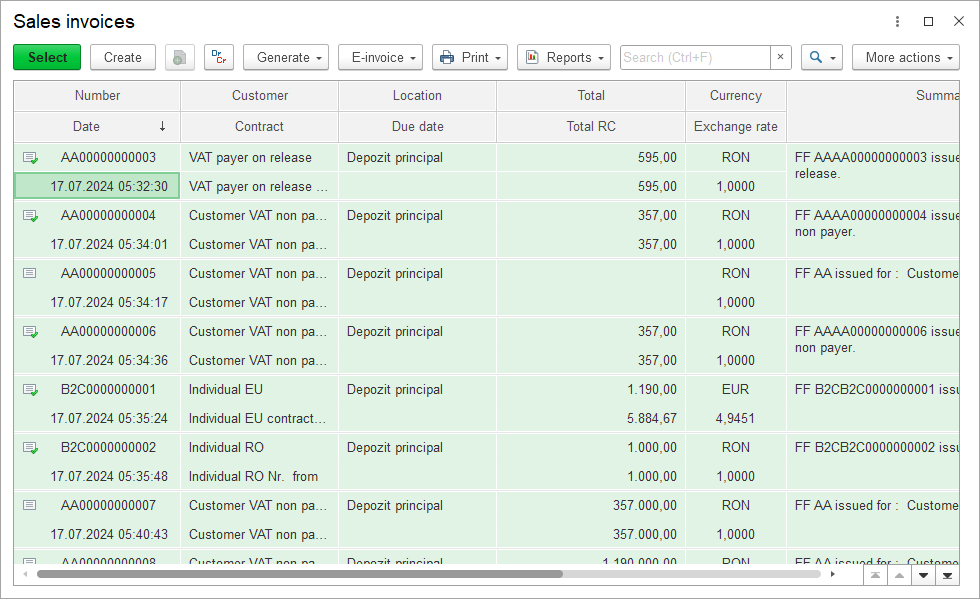 Sales invoices
Select Create Dr Cr Generate E-invoice Print Reports Search (Ctrl+F) × More actions
Number Customer Location Total Currency Summa
Date ↓ Contract Due date Total RC Exchange rate
AA00000000003 VAT payer on release Depozit principal 595,00 RON FF AAAA00000000003 issue
release.
17.07.2024 05:32:30 VAT payer on release ... 595,00 1,0000
AA00000000004 Customer VAT non pa... Depozit principal 357,00 RON FF AAAA00000000004 issue
non payer.
17.07.2024 05:34:01 Customer VAT non pa... 357,00 1,0000
AA00000000005 Customer VAT non pa... Depozit principal RON FF AA issued for : Custome
17.07.2024 05:34:17 Customer VAT non pa... 1,0000
AA00000000006 Customer VAT non pa... Depozit principal 357,00 RON FF AAAA00000000006 issue
non payer.
17.07.2024 05:34:36 Customer VAT non pa... 357,00 1,0000
B2C0000000001 Individual EU Depozit principal 1.190,00 EUR FF B2CB2C0000000001 issu
17.07.2024 05:35:24 Individual EU contract... 5.884,67 4,9451
B2C0000000002 Individual RO Depozit principal 1.000,00 RON FF B2CB2C0000000002 issu
17.07.2024 05:35:48 Individual RO Nr. from 1.000,00 1,0000
AA00000000007 Customer VAT non pa... Depozit principal 357.000,00 RON FF AA issued for : Custome
17.07.2024 05:40:43 Customer VAT non pa... 357.000,00 1,0000
AA00000000008 Customer VAT non pa... Depozit principal 1.190.000,00 RON FF AA issued for : Custome